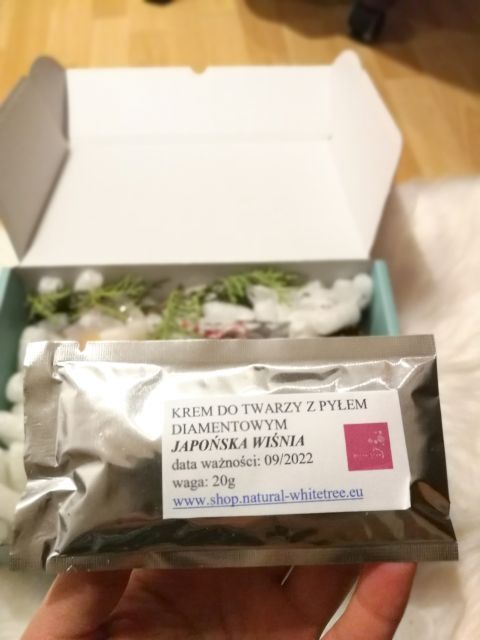 KREM DO TWARZY Z PYŁEM
DIAMENTOWYM
JAPOŃSKA WIŚNIA
data ważności: 09/2022
waga: 20g
www.shop.natural-whitetree.eu